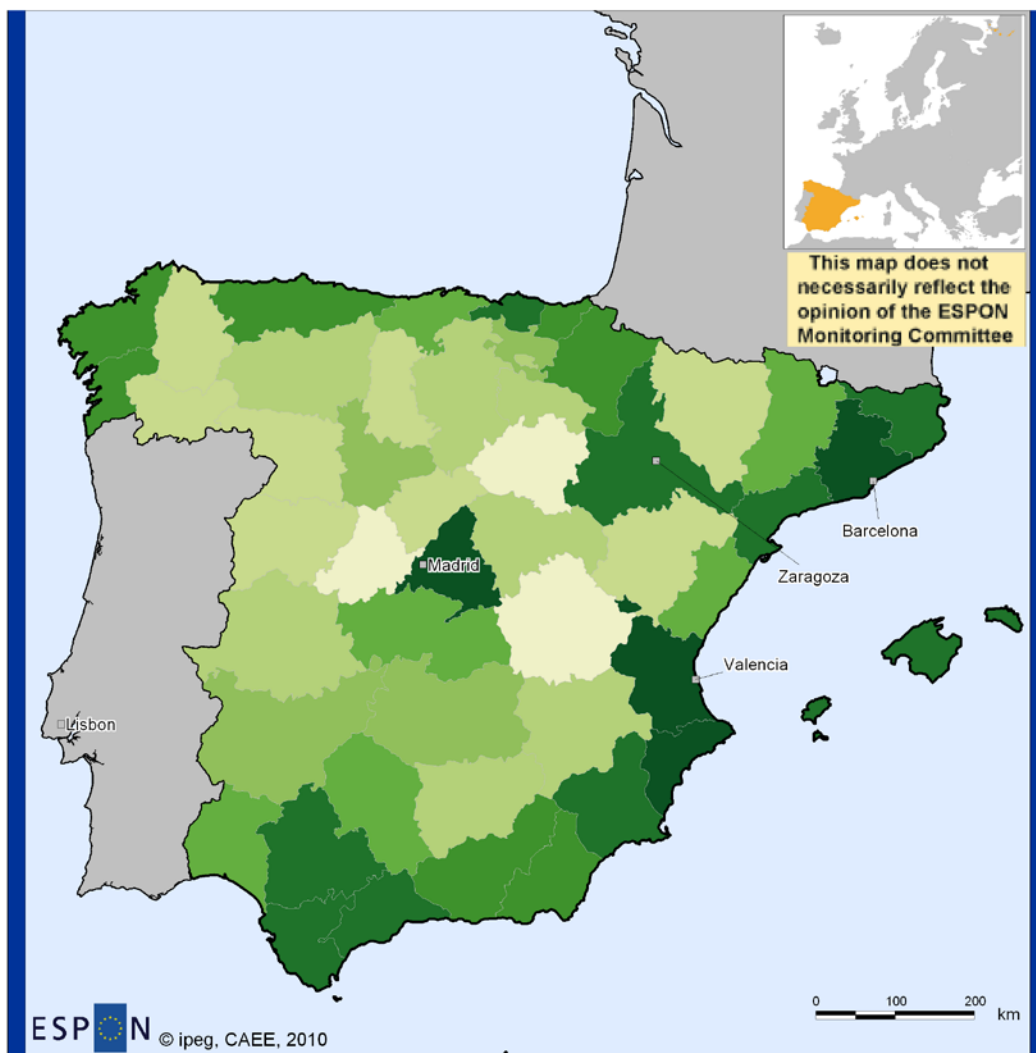 This map does not
necessarily reflect the
opinion of the ESPON
Monitoring Committee
Barcelona
Madrid
Zaragoza
Valencia
Lisbon
0 100 200
km
ESPON © ipeg, CAEE, 2010